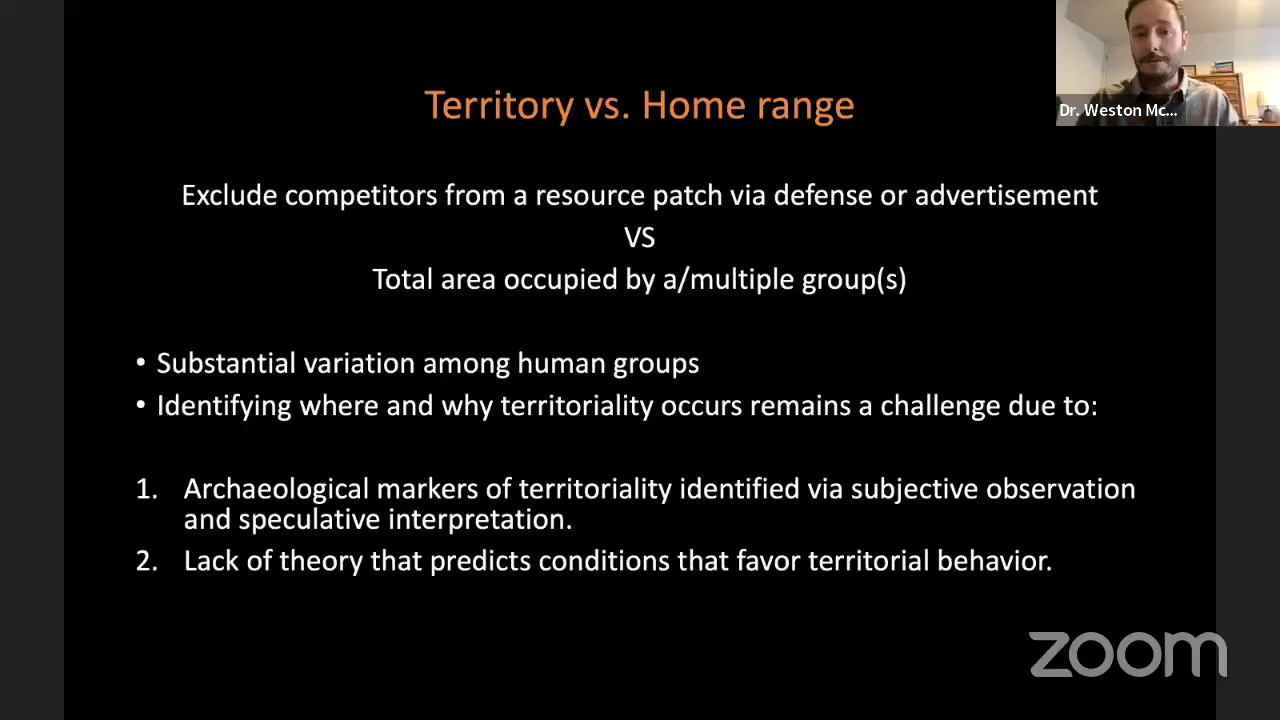 Dr. Weston Mc...
Territory vs. Home range
Exclude competitors from a resource patch via defense or advertisement
VS
Total area occupied by a/multiple group(s)
• Substantial variation among human groups
• Identifying where and why territoriality occurs remains a challenge due to:
1. Archaeological markers of territoriality identified via subjective observation
and speculative interpretation.
2. Lack of theory that predicts conditions that favor territorial behavior.
zoom